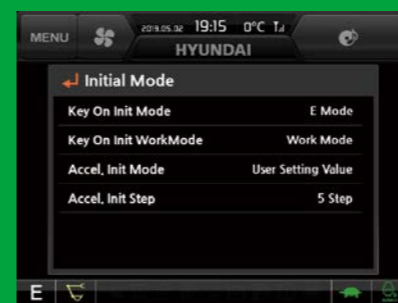 MENU
2019.05.02 19:15 0°C
HYUNDAI
Initial Mode
Key On Init Mode E Mode
Key On Init WorkMode Work Mode
Accel, Init Mode User Setting Value
Accel, Init Step 5 Step
E